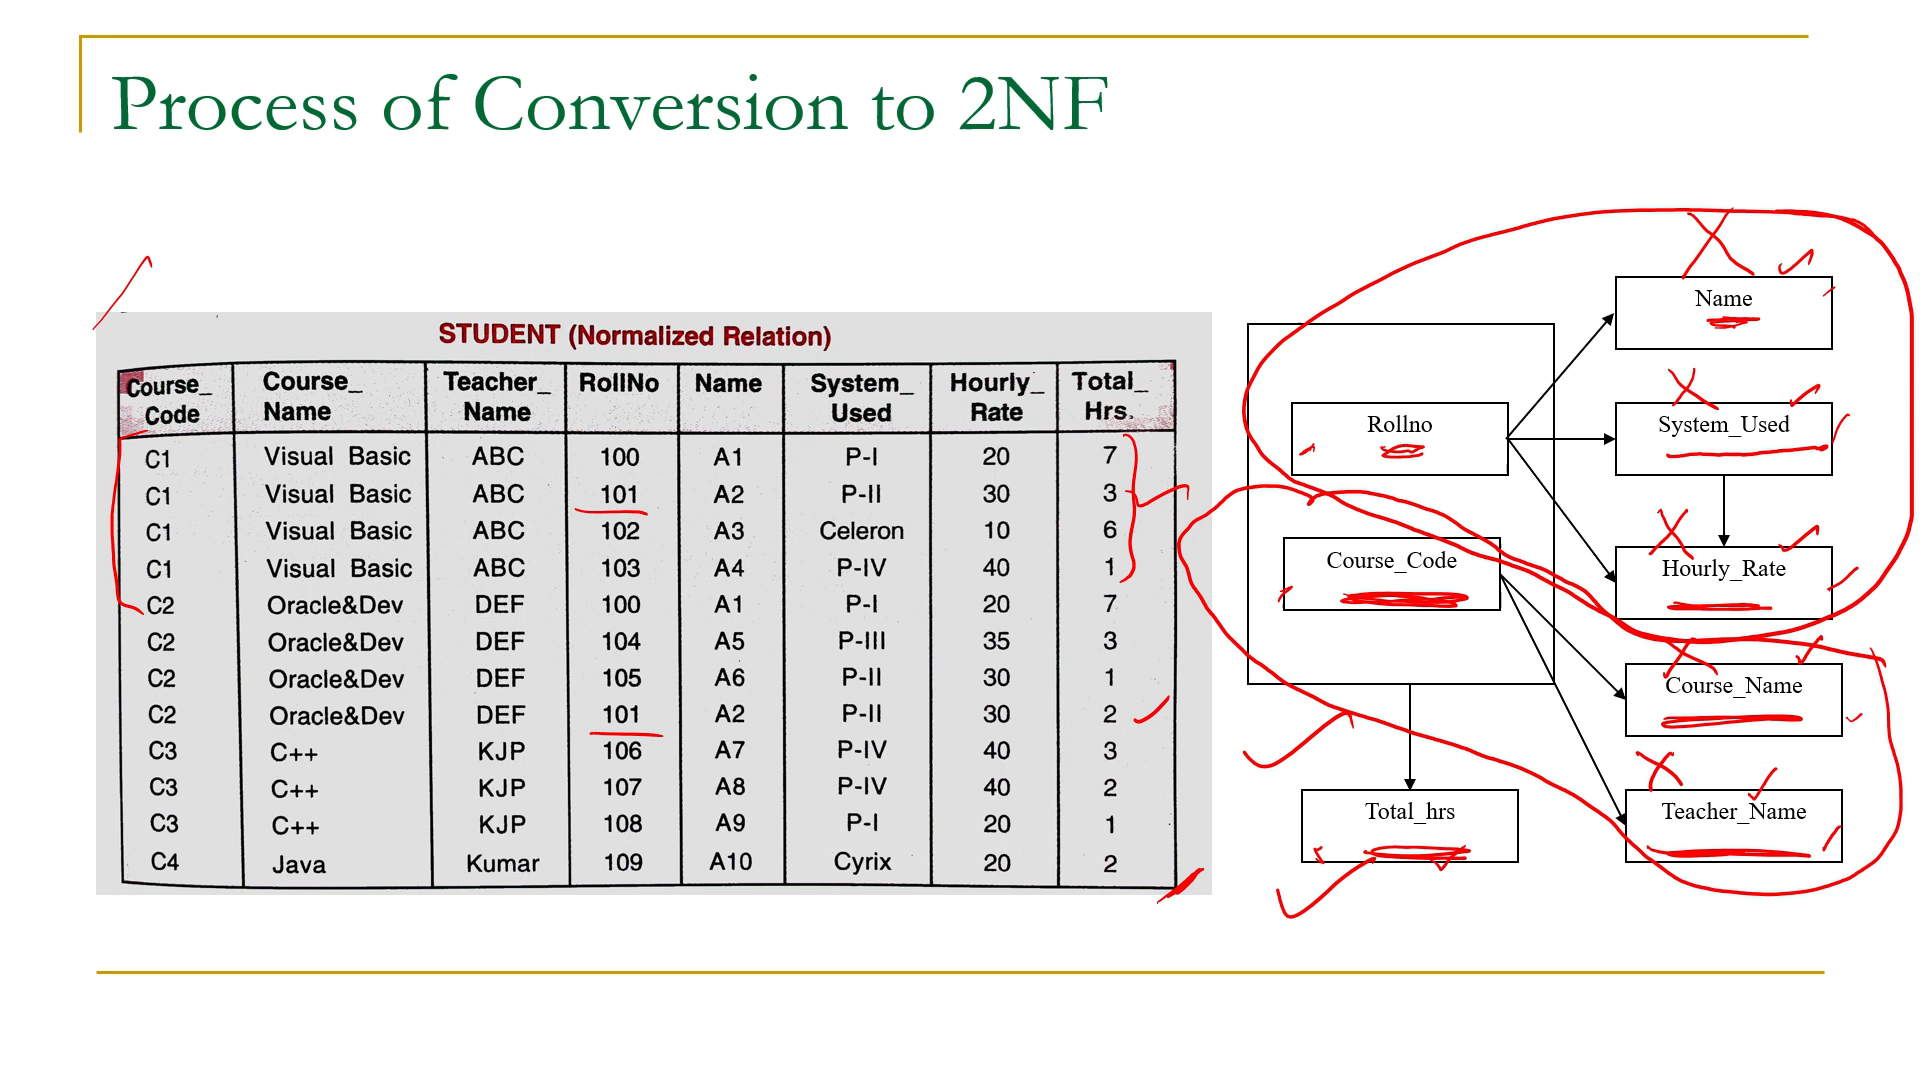 Process of Conversion to 2NF
STUDENT (Normalized Relation)
Course_ Code Course_ Name Teacher_ Name RollNo Name System_ Used Hourly_ Rate Total_ Hrs.
C1 Visual Basic ABC 100 A1 P-I 20 7
C1 Visual Basic ABC 101 A2 P-II 30 3
C1 Visual Basic ABC 102 A3 Celeron 10 6
C1 Visual Basic ABC 103 A4 P-IV 40 1
C2 Oracle&Dev DEF 100 A1 P-I 20 7
C2 Oracle&Dev DEF 104 A5 P-III 35 3
C2 Oracle&Dev DEF 105 A6 P-II 30 1
C2 Oracle&Dev DEF 101 A2 P-II 30 2
C3 C++ KJP 106 A7 P-IV 40 3
C3 C++ KJP 107 A8 P-IV 40 2
C3 C++ KJP 108 A9 P-I 20 1
C4 Java Kumar 109 A10 Cyrix 20 2
Name
Rollno
System_Used
Course_Code
Hourly_Rate
Course_Name
Total_hrs
Teacher_Name